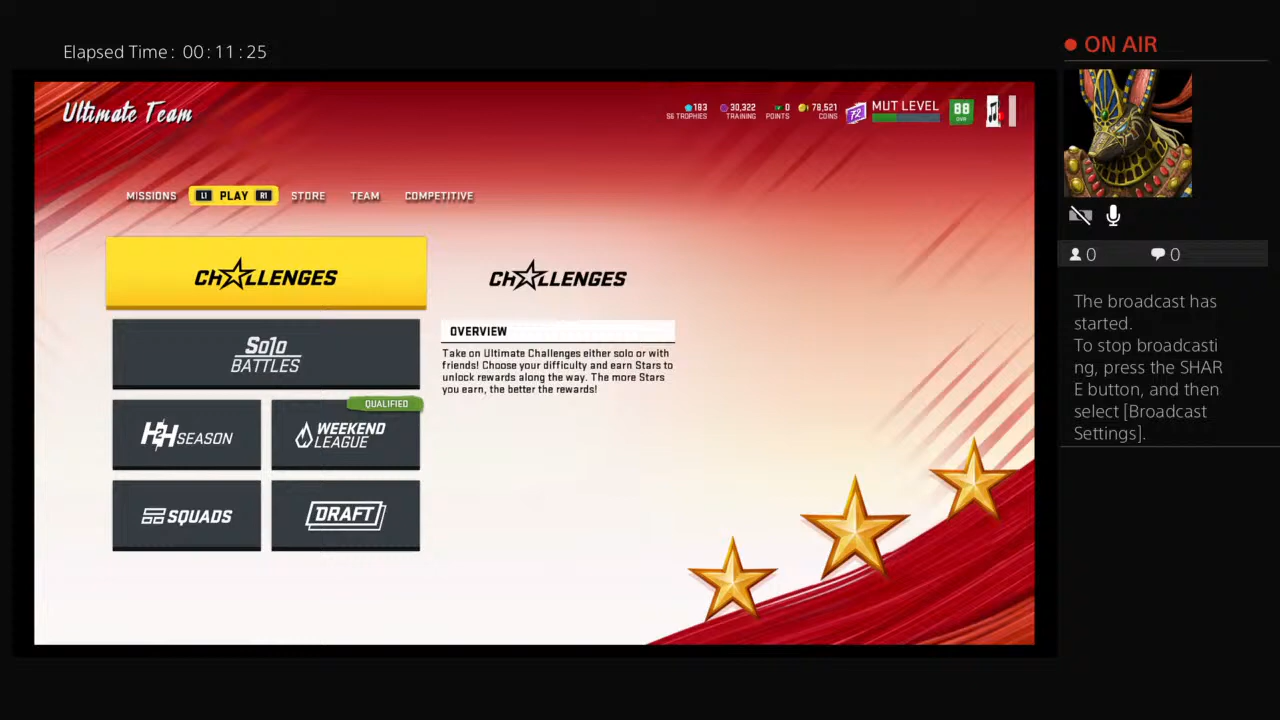 Elapsed Time: 00:11:25
ON AIR
Ultimate Team
183
S6 TROPHIES
30,322
TRAINING
0
POINTS
78,521
COINS
72
MUT LEVEL
88
OVR
MISSIONS
L1 PLAY R1
STORE
TEAM
COMPETITIVE
CHALLENGES
CHALLENGES
OVERVIEW
Take on Ultimate Challenges either solo or with
friends! Choose your difficulty and earn Stars to
unlock rewards along the way. The more Stars
you earn, the better the rewards!
Solo
BATTLES
H2H SEASON
QUALIFIED
WEEKEND
LEAGUE
SQUADS
DRAFT
0
0
The broadcast has
started.
To stop broadcasti
ng, press the SHAR
E button, and then
select [Broadcast
Settings].